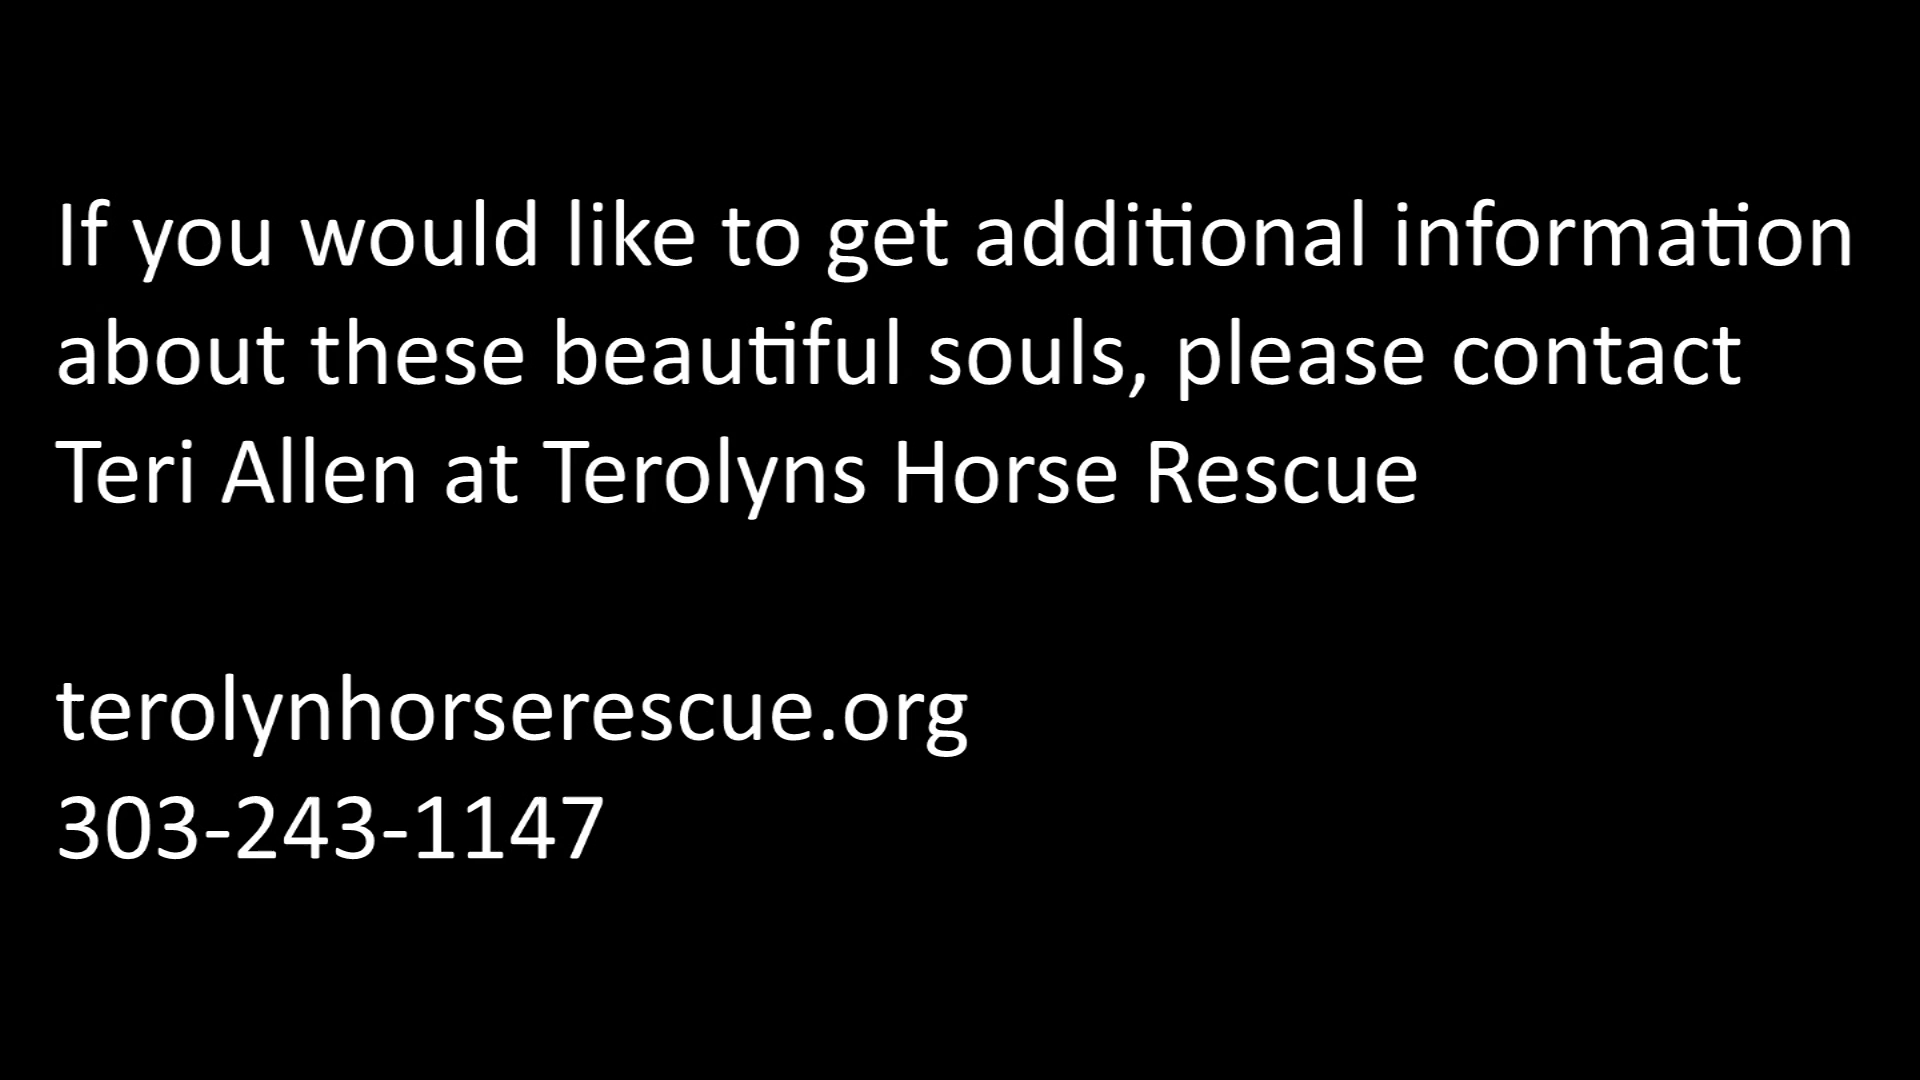 If you would like to get additional information
about these beautiful souls, please contact
Teri Allen at Terolyns Horse Rescue
terolynhorserescue.org
303-243-1147